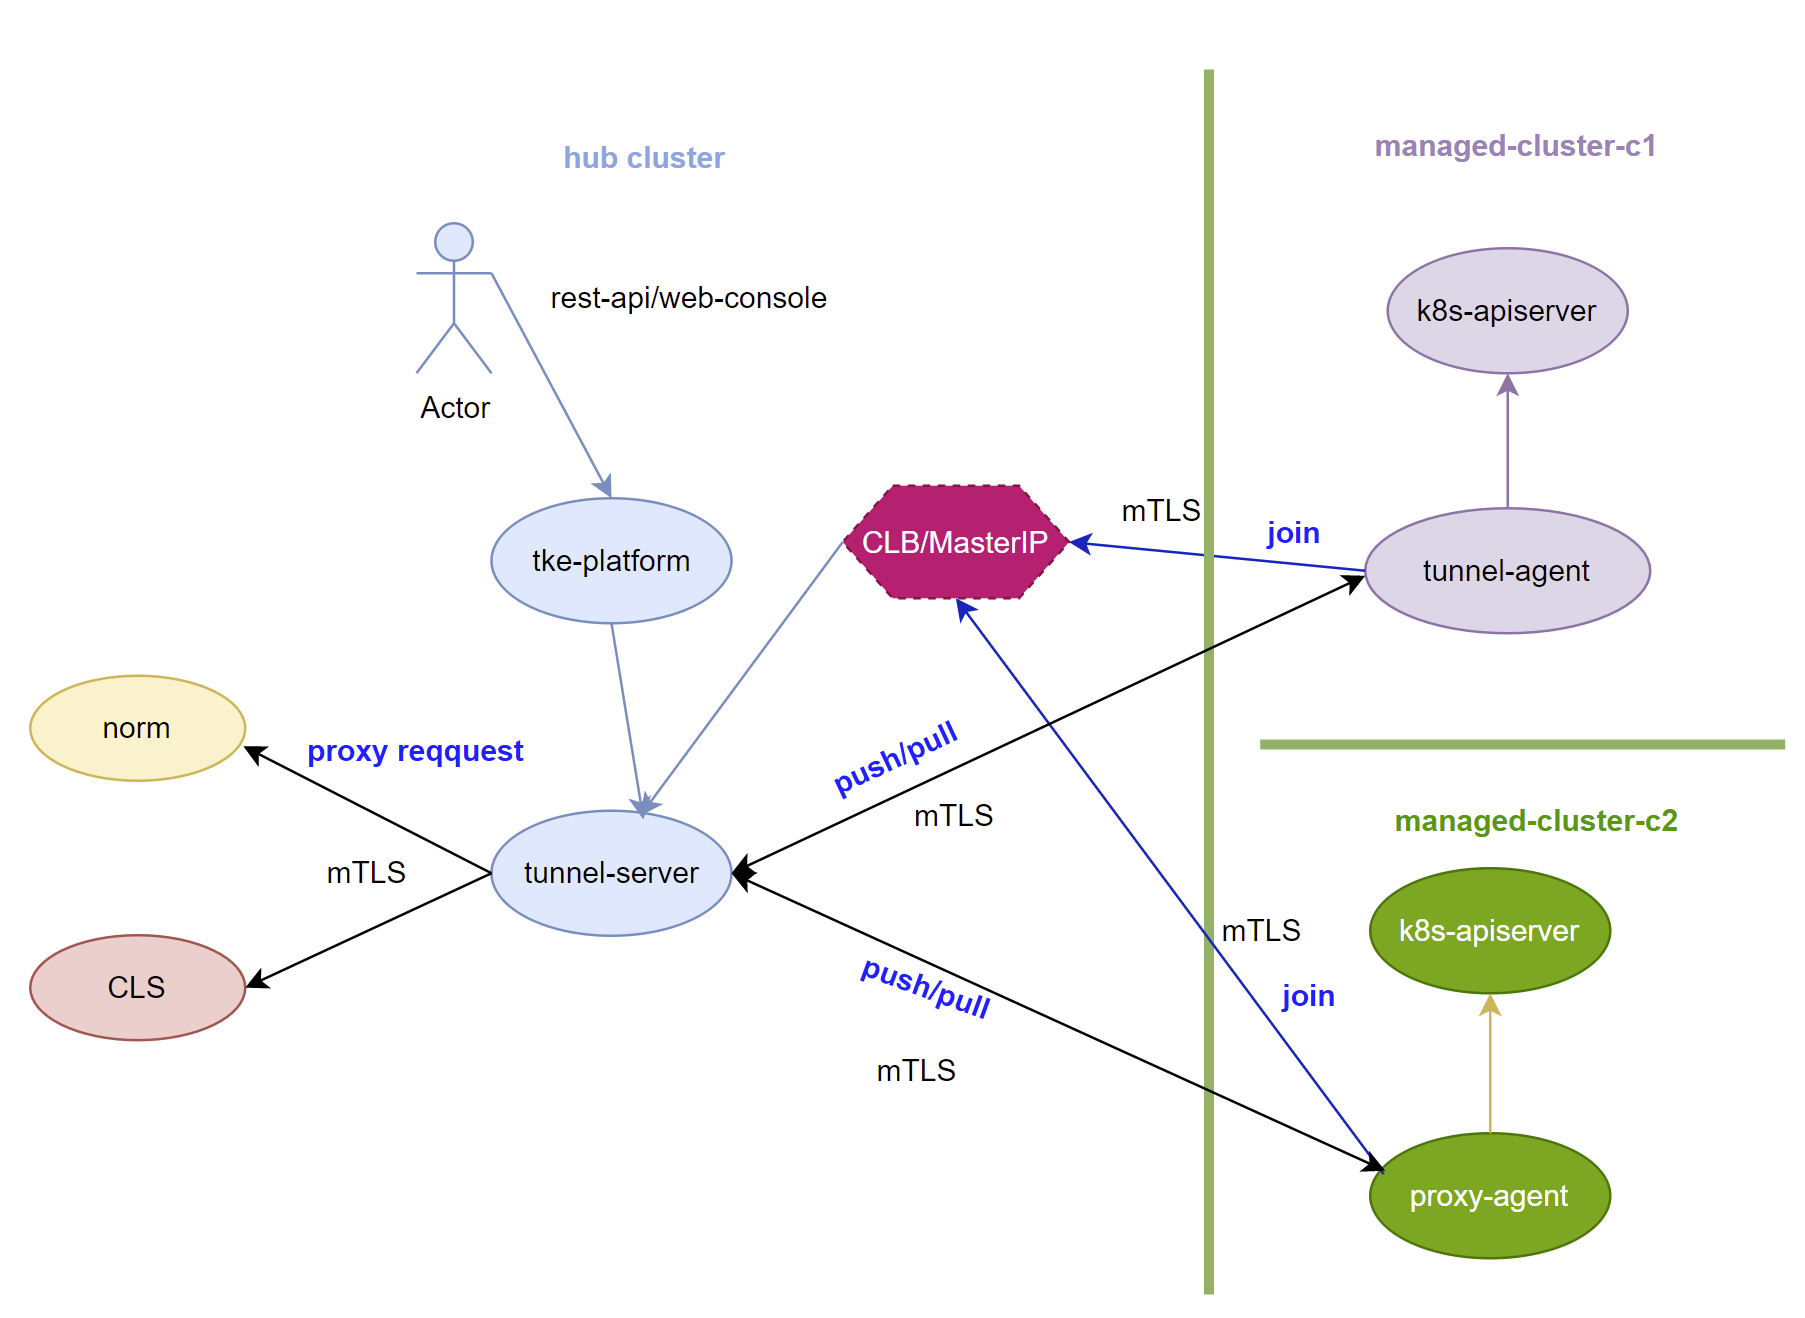 hub cluster
managed-cluster-c1
rest-api/web-console
k8s-apiserver
Actor
mTLS
join
CLB/MasterIP
tke-platform
tunnel-agent
norm
proxy reqquest
push/pull
mTLS
managed-cluster-c2
mTLS
tunnel-server
mTLS
k8s-apiserver
CLS
push/pull
join
mTLS
proxy-agent